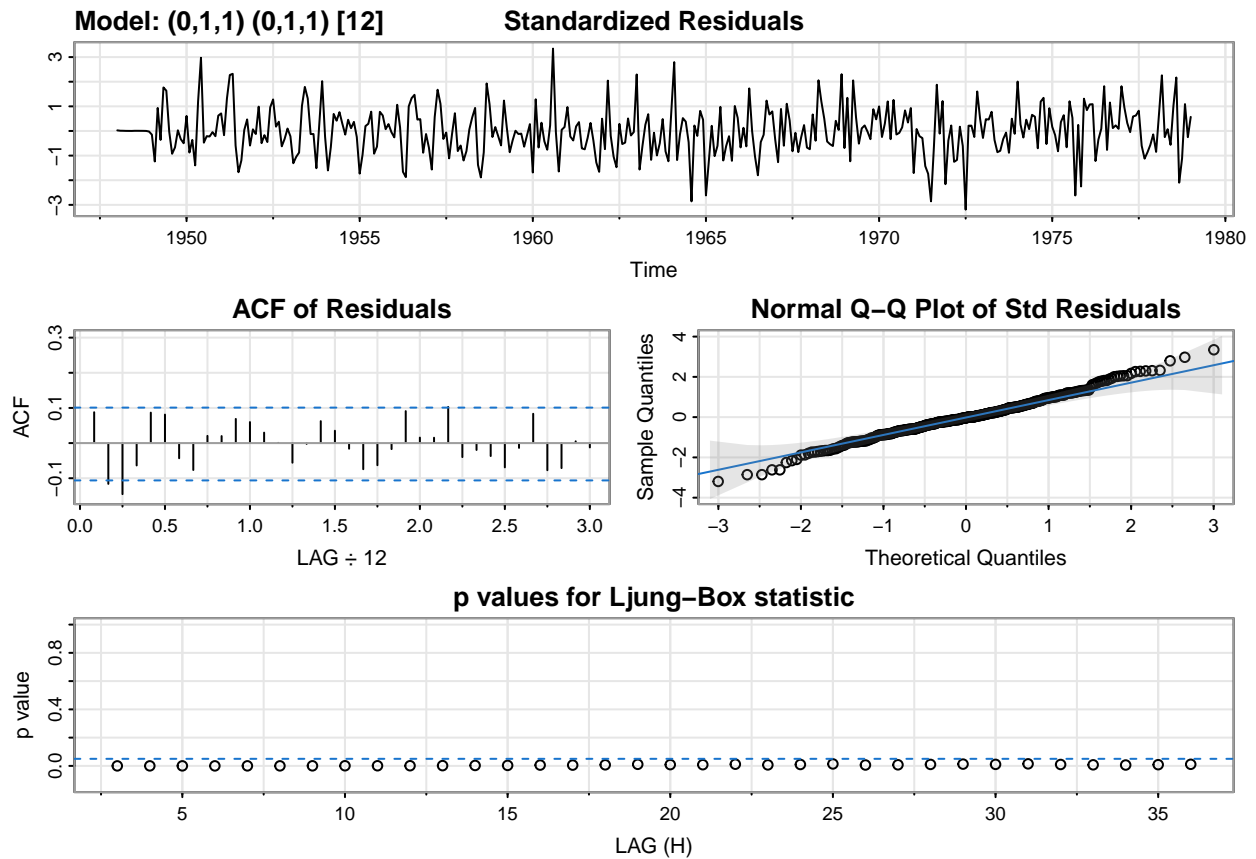 Model: (0,1,1) (0,1,1) [12] Standardized Residuals
3
1
−1
−3
1950 1955 1960 1965 1970 1975 1980
Time
ACF of Residuals
ACF
0.3
0.1
−0.1
0.0 0.5 1.0 1.5 2.0 2.5 3.0
LAG ÷ 12
Normal Q−Q Plot of Std Residuals
Sample Quantiles
4
2
0
−2
−4
−3 −2 −1 0 1 2 3
Theoretical Quantiles
p values for Ljung−Box statistic
p value
0.8
0.4
0.0
5 10 15 20 25 30 35
LAG (H)